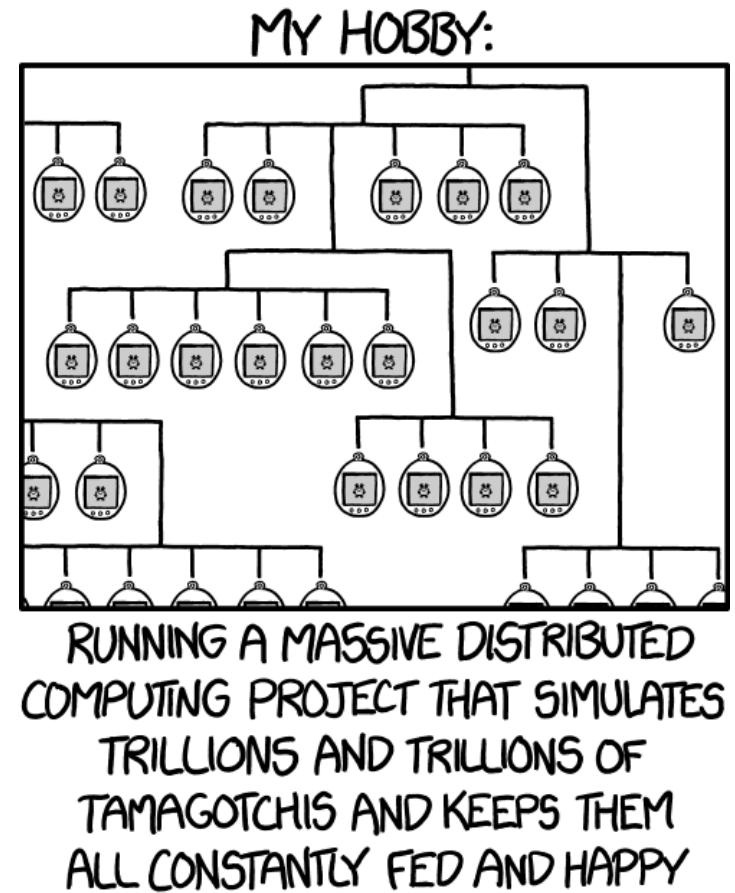 MY HOBBY:
RUNNING A MASSIVE DISTRIBUTED
COMPUTING PROJECT THAT SIMULATES
TRILLIONS AND TRILLIONS OF
TAMAGOTCHIS AND KEEPS THEM
ALL CONSTANTLY FED AND HAPPY